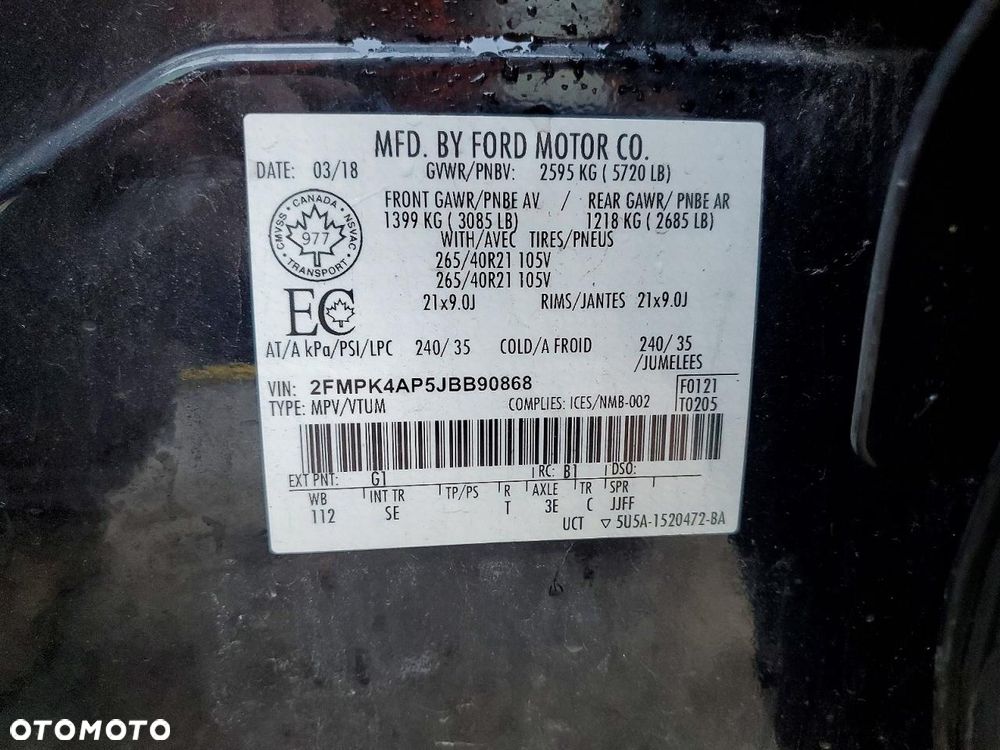 MFD. BY FORD MOTOR CO.
DATE: 03/18 GVWR/PNBV: 2595 KG ( 5720 LB)
FRONT GAWR/PNBE AV / REAR GAWR/ PNBE AR
1399 KG ( 3085 LB) 1218 KG ( 2685 LB)
WITH/AVEC TIRES/PNEUS
265/40R21 105V
265/40R21 105V
21x9.0J RIMS/JANTES 21x9.0J
CANADA
CMVSS NSVAC
977
TRANSPORT
EC
AT/A kPa/PSI/LPC 240/ 35 COLD/A FROID 240/ 35
/JUMELEES
VIN: 2FMPK4AP5JBB90868 F0121
TYPE: MPV/VTUM COMPLIES: ICES/NMB-002 T0205
EXT PNT: G1 RC: B1 DSO:
WB INT TR TP/PS R AXLE TR SPR
112 SE T 3E C JJFF
UCT ▽ 5U5A-1520472-BA
OTOMOTO